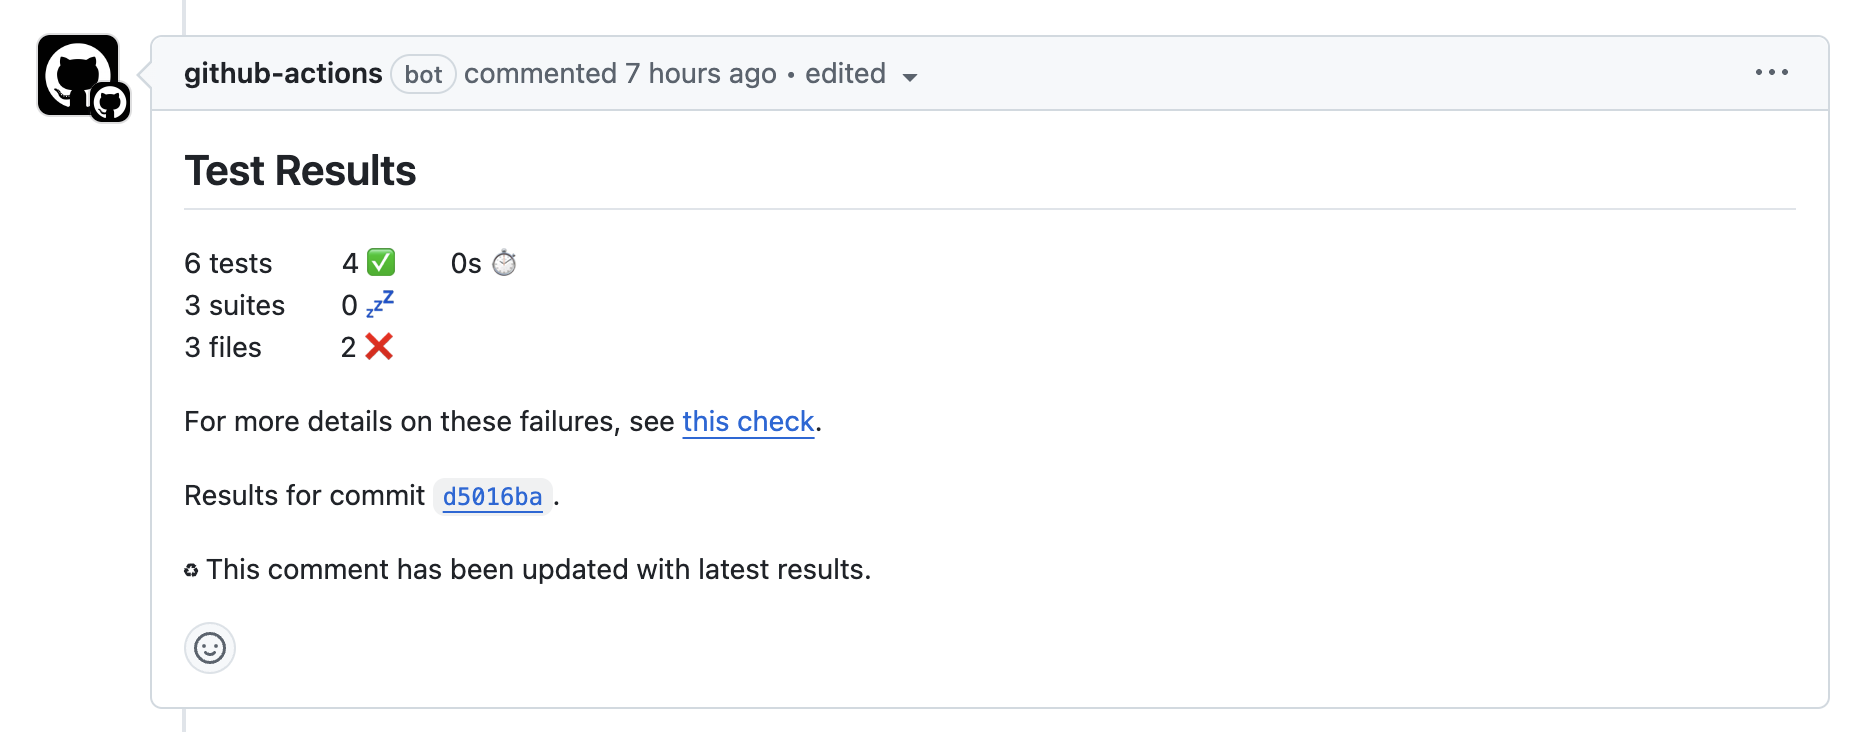 github-actions bot commented 7 hours ago • edited
Test Results
6 tests 4 ✅ 0s ⏱
3 suites 0 💤
3 files 2 ❌
For more details on these failures, see this check.
Results for commit d5016ba.
♻ This comment has been updated with latest results.